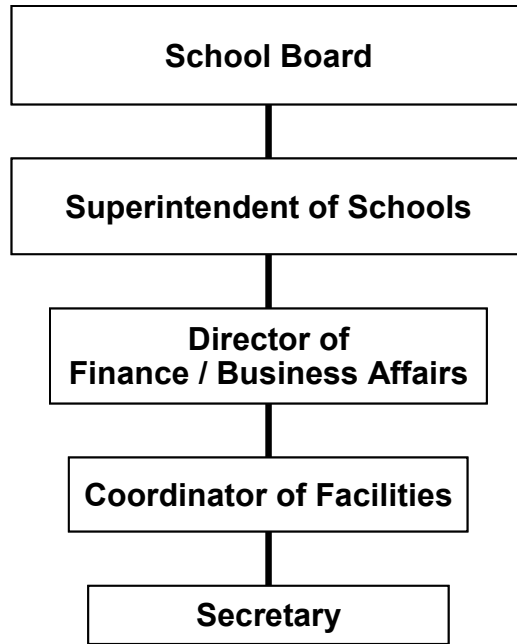 School Board
Superintendent of Schools
Director of
Finance / Business Affairs
Coordinator of Facilities
Secretary